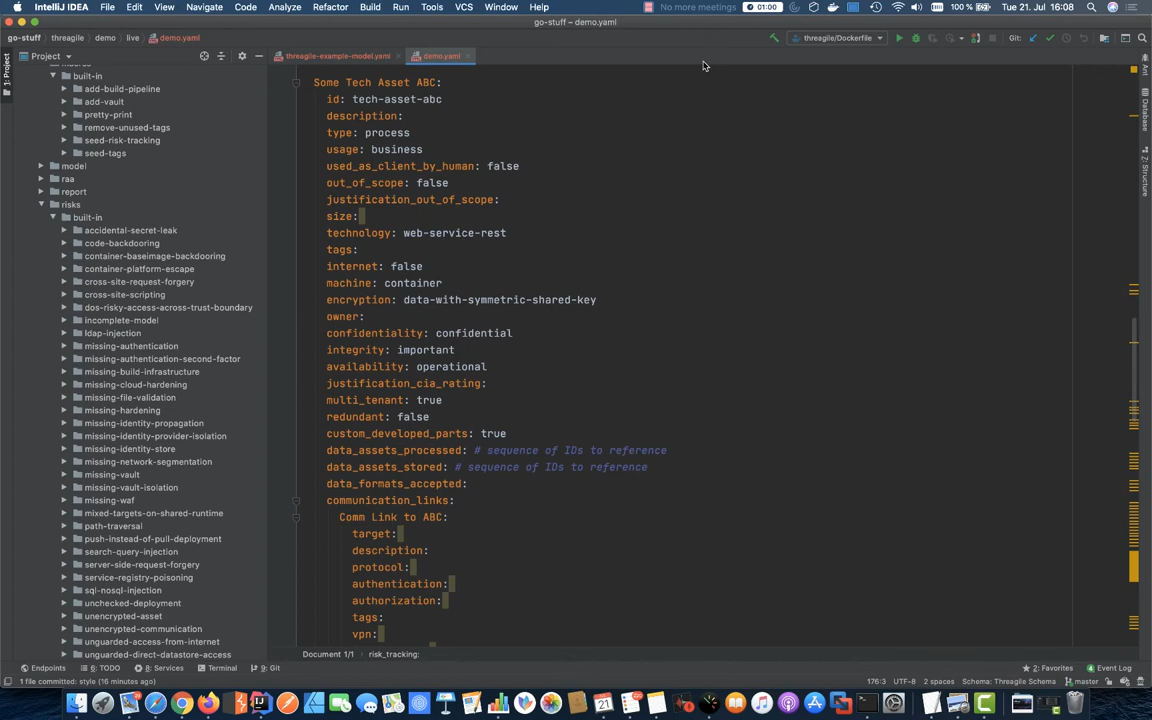 IntelliJ IDEA File Edit View Navigate Code Analyze Refactor Build Run Tools VCS Window Help No more meetings 01:00 100 % Tue 21. Jul 16:08
go-stuff – demo.yaml
go-stuff threagile demo live demo.yaml threagile/Dockerfile Git:
Project threagile-example-model.yaml demo.yaml
1: Project
Ant
Database
Z: Structure
built-in
add-build-pipeline
add-vault
pretty-print
remove-unused-tags
seed-risk-tracking
seed-tags
model
raa
report
risks
built-in
accidental-secret-leak
code-backdooring
container-baseimage-backdooring
container-platform-escape
cross-site-request-forgery
cross-site-scripting
dos-risky-access-across-trust-boundary
incomplete-model
ldap-injection
missing-authentication
missing-authentication-second-factor
missing-build-infrastructure
missing-cloud-hardening
missing-file-validation
missing-hardening
missing-identity-propagation
missing-identity-provider-isolation
missing-identity-store
missing-network-segmentation
missing-vault
missing-vault-isolation
missing-waf
mixed-targets-on-shared-runtime
path-traversal
push-instead-of-pull-deployment
search-query-injection
server-side-request-forgery
service-registry-poisoning
sql-nosql-injection
unchecked-deployment
unencrypted-asset
unencrypted-communication
unguarded-access-from-internet
unguarded-direct-datastore-access
Some Tech Asset ABC:
id: tech-asset-abc
description:
type: process
usage: business
used_as_client_by_human: false
out_of_scope: false
justification_out_of_scope:
size:
technology: web-service-rest
tags:
internet: false
machine: container
encryption: data-with-symmetric-shared-key
owner:
confidentiality: confidential
integrity: important
availability: operational
justification_cia_rating:
multi_tenant: true
redundant: false
custom_developed_parts: true
data_assets_processed: # sequence of IDs to reference
data_assets_stored: # sequence of IDs to reference
data_formats_accepted:
communication_links:
Comm Link to ABC:
target:
description:
protocol:
authentication:
authorization:
tags:
vpn:
Document 1/1 risk_tracking:
Endpoints 6: TODO 8: Services Terminal 9: Git 2: Favorites Event Log
1 file committed: style (16 minutes ago) 176:3 UTF-8 2 spaces Schema: Threagile Schema master